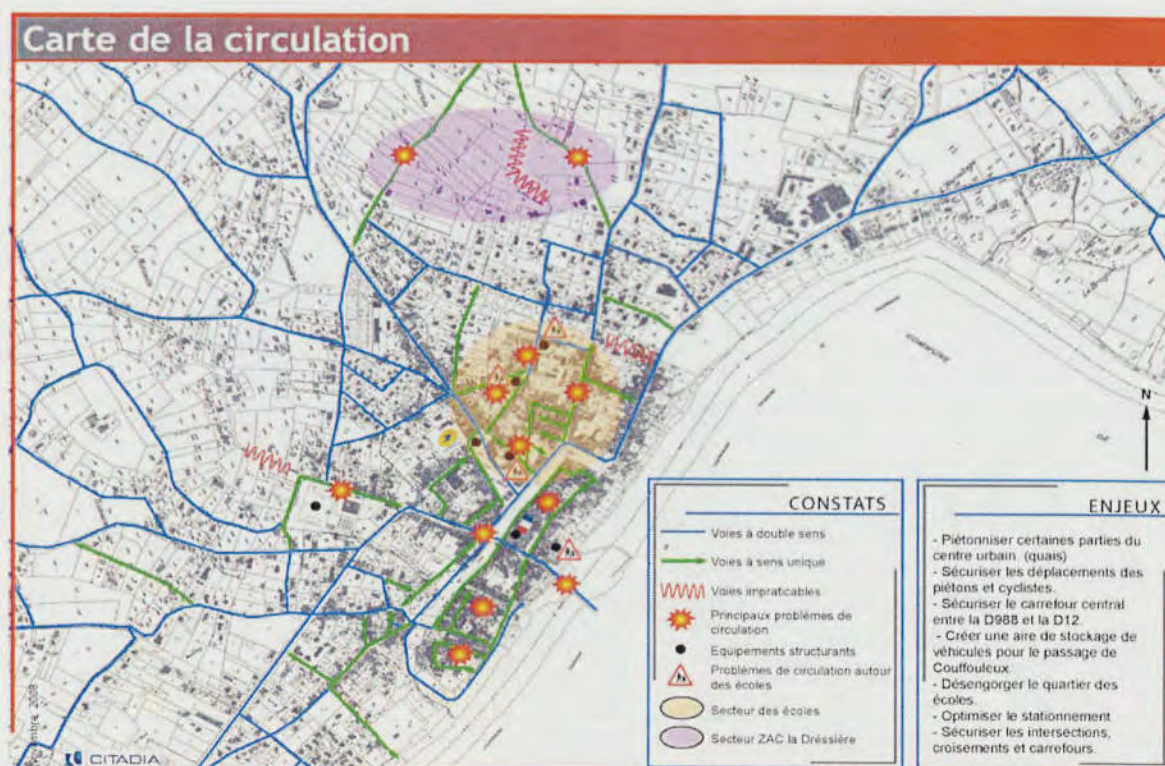 Carte de la circulation
N
CONSTATS
Voies à double sens
Voies à sens unique
Voies impraticables
Principaux problèmes de
circulation
Equipements structurants
Problèmes de circulation autour
des écoles
Secteur des écoles
Secteur ZAC la Dréssière
ENJEUX
- Piétonniser certaines parties du
centre urbain. (quais)
- Sécuriser les déplacements des
piétons et cyclistes.
- Sécuriser le carrefour central
entre la D988 et la D12.
- Créer une aire de stockage de
véhicules pour le passage de
Couffouleux.
- Désengorger le quartier des
écoles.
- Optimiser le stationnement
- Sécuriser les intersections,
croisements et carrefours.
2008
CITADIA